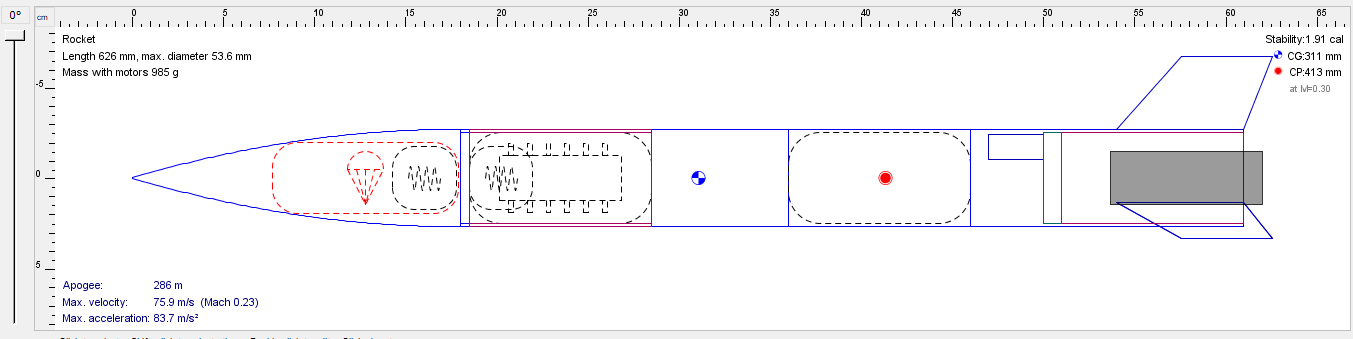 0°
cm
0 5 10 15 20 25 30 35 40 45 50 55 60 65
Rocket
Length 626 mm, max. diameter 53.6 mm
Mass with motors 985 g
Stability:1.91 cal
CG:311 mm
CP:413 mm
at M=0.30
-5
0
5
Apogee: 286 m
Max. velocity: 75.9 m/s (Mach 0.23)
Max. acceleration: 83.7 m/s²